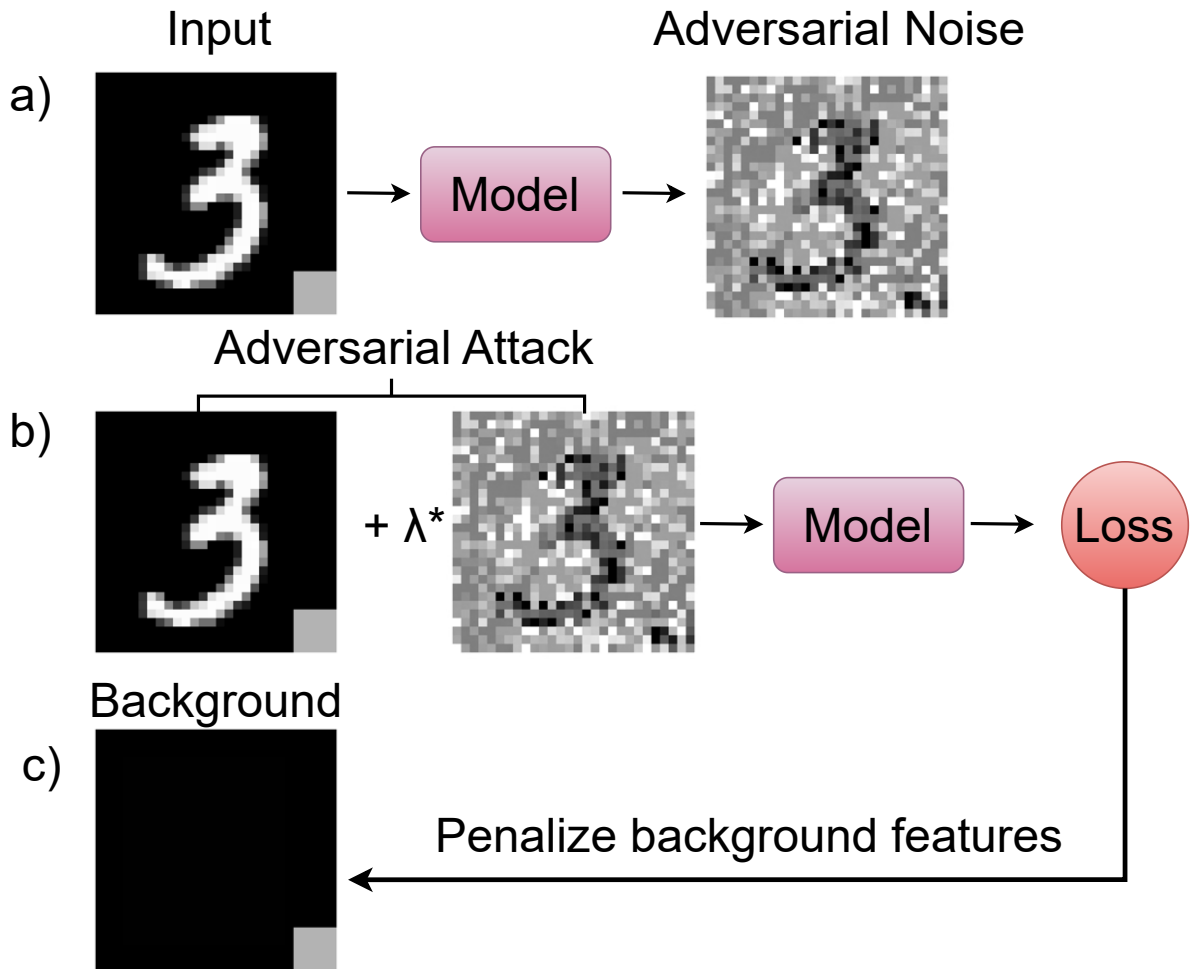 Input
Adversarial Noise
a)
Model
Adversarial Attack
b)
+ λ*
Model
Loss
Background
c)
Penalize background features